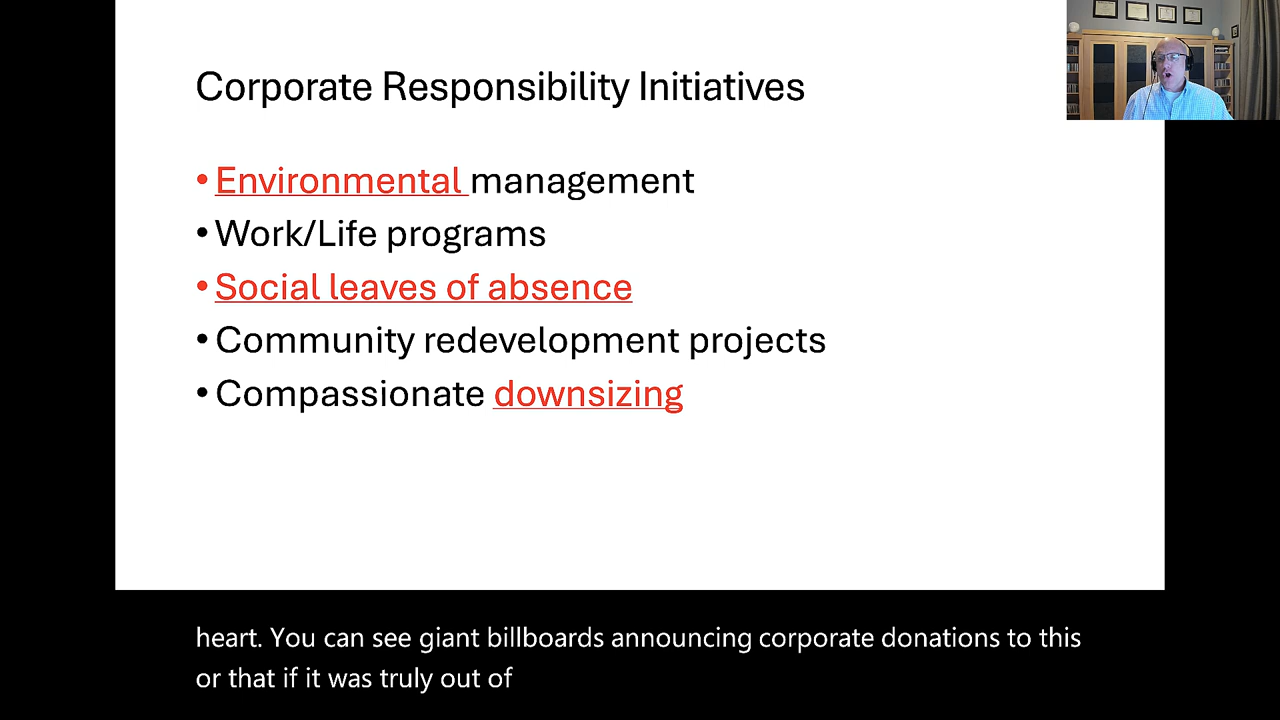 Corporate Responsibility Initiatives
• Environmental management
• Work/Life programs
• Social leaves of absence
• Community redevelopment projects
• Compassionate downsizing
heart. You can see giant billboards announcing corporate donations to this
or that if it was truly out of